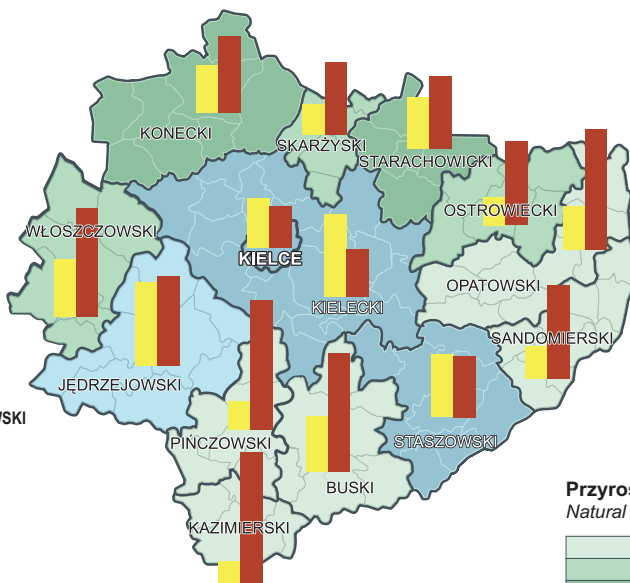 KONECKI
SKARŻYSKI
STARACHOWICKI
OSTROWIECKI
WŁOSZCZOWSKI
KIELCE
OPATOWSKI
KIELECKI
SANDOMIERSKI
JĘDRZEJOWSKI
WSKI
PIŃCZOWSKI
STASZOWSKI
BUSKI
KAZIMIERSKI
Przyros
Natural